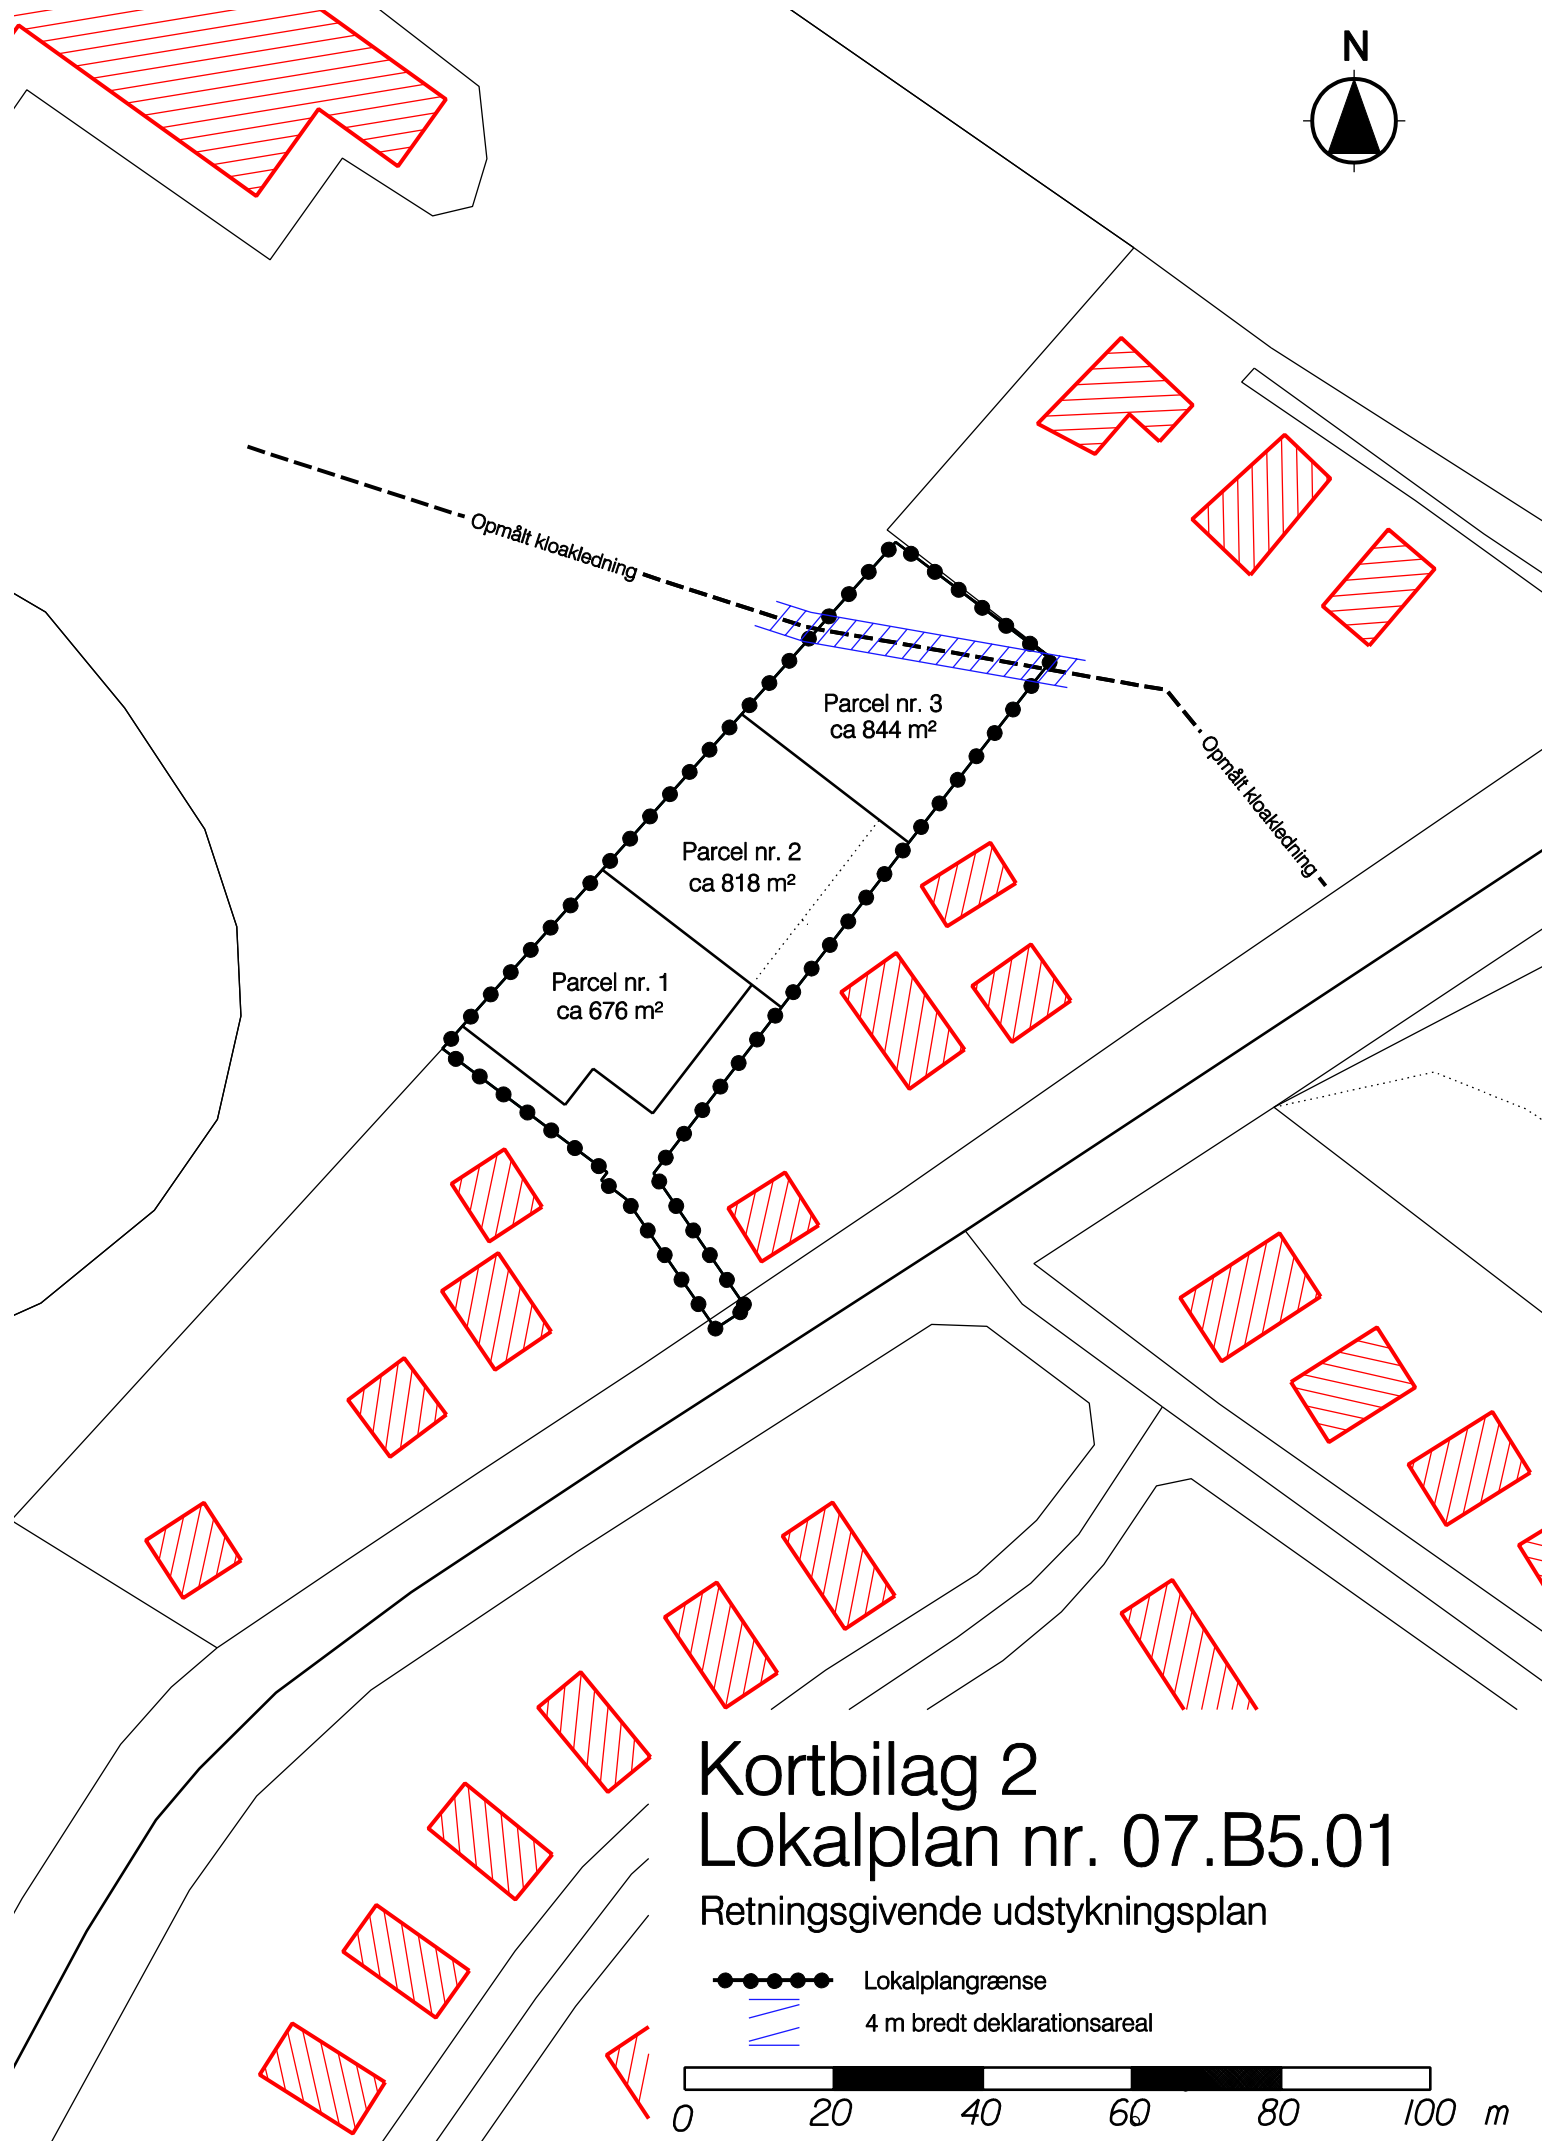 N
Opmålt kloakledning
Parcel nr. 3
ca 844 m²
Opmålt kloakledning
Parcel nr. 2
ca 818 m²
Parcel nr. 1
ca 676 m²
Kortbilag 2
Lokalplan nr. 07.B5.01
Retningsgivende udstykningsplan
Lokalplangrænse
4 m bredt deklarationsareal
0 20 40 60 80 100 m